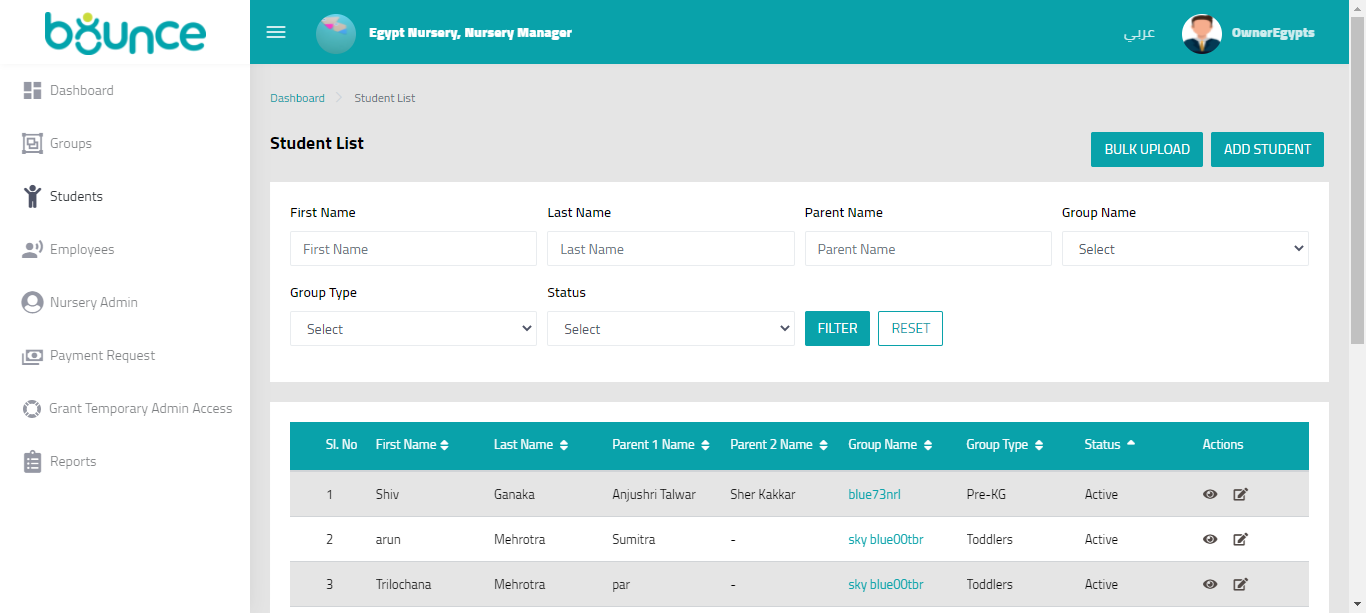 bounce
Egypt Nursery, Nursery Manager
عربي
OwnerEgypts
Dashboard
Groups
Students
Employees
Nursery Admin
Payment Request
Grant Temporary Admin Access
Reports
Dashboard > Student List
Student List
BULK UPLOAD
ADD STUDENT
First Name Last Name Parent Name Group Name
First Name Last Name Parent Name Select
Group Type Status
Select Select FILTER RESET
Sl. No First Name Last Name Parent 1 Name Parent 2 Name Group Name Group Type Status Actions
1 Shiv Ganaka Anjushri Talwar Sher Kakkar blue73nrl Pre-KG Active
2 arun Mehrotra Sumitra - sky blue00tbr Toddlers Active
3 Trilochana Mehrotra par - sky blue00tbr Toddlers Active